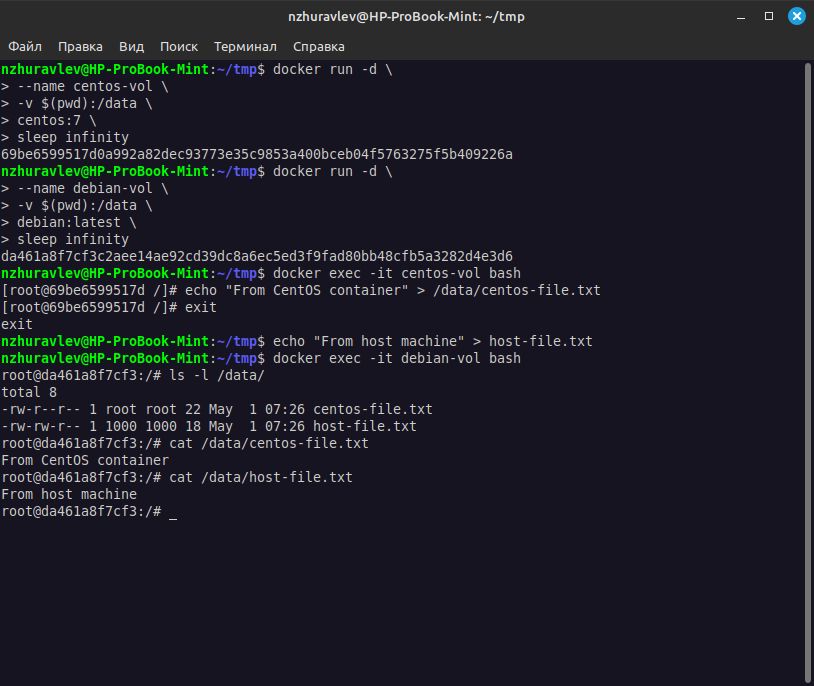 nzhuravlev@HP-ProBook-Mint: ~/tmp
Файл Правка Вид Поиск Терминал Справка
nzhuravlev@HP-ProBook-Mint:~/tmp$ docker run -d \
> --name centos-vol \
> -v $(pwd):/data \
> centos:7 \
> sleep infinity
69be6599517d0a992a82dec93773e35c9853a400bceb04f5763275f5b409226a
nzhuravlev@HP-ProBook-Mint:~/tmp$ docker run -d \
> --name debian-vol \
> -v $(pwd):/data \
> debian:latest \
> sleep infinity
da461a8f7cf3c2aee14ae92cd39dc8a6ec5ed3f9fad80bb48cfb5a3282d4e3d6
nzhuravlev@HP-ProBook-Mint:~/tmp$ docker exec -it centos-vol bash
[root@69be6599517d /]# echo "From CentOS container" > /data/centos-file.txt
[root@69be6599517d /]# exit
exit
nzhuravlev@HP-ProBook-Mint:~/tmp$ echo "From host machine" > host-file.txt
nzhuravlev@HP-ProBook-Mint:~/tmp$ docker exec -it debian-vol bash
root@da461a8f7cf3:/# ls -l /data/
total 8
-rw-r--r-- 1 root root 22 May  1 07:26 centos-file.txt
-rw-rw-r-- 1 1000 1000 18 May  1 07:26 host-file.txt
root@da461a8f7cf3:/# cat /data/centos-file.txt
From CentOS container
root@da461a8f7cf3:/# cat /data/host-file.txt
From host machine
root@da461a8f7cf3:/# _